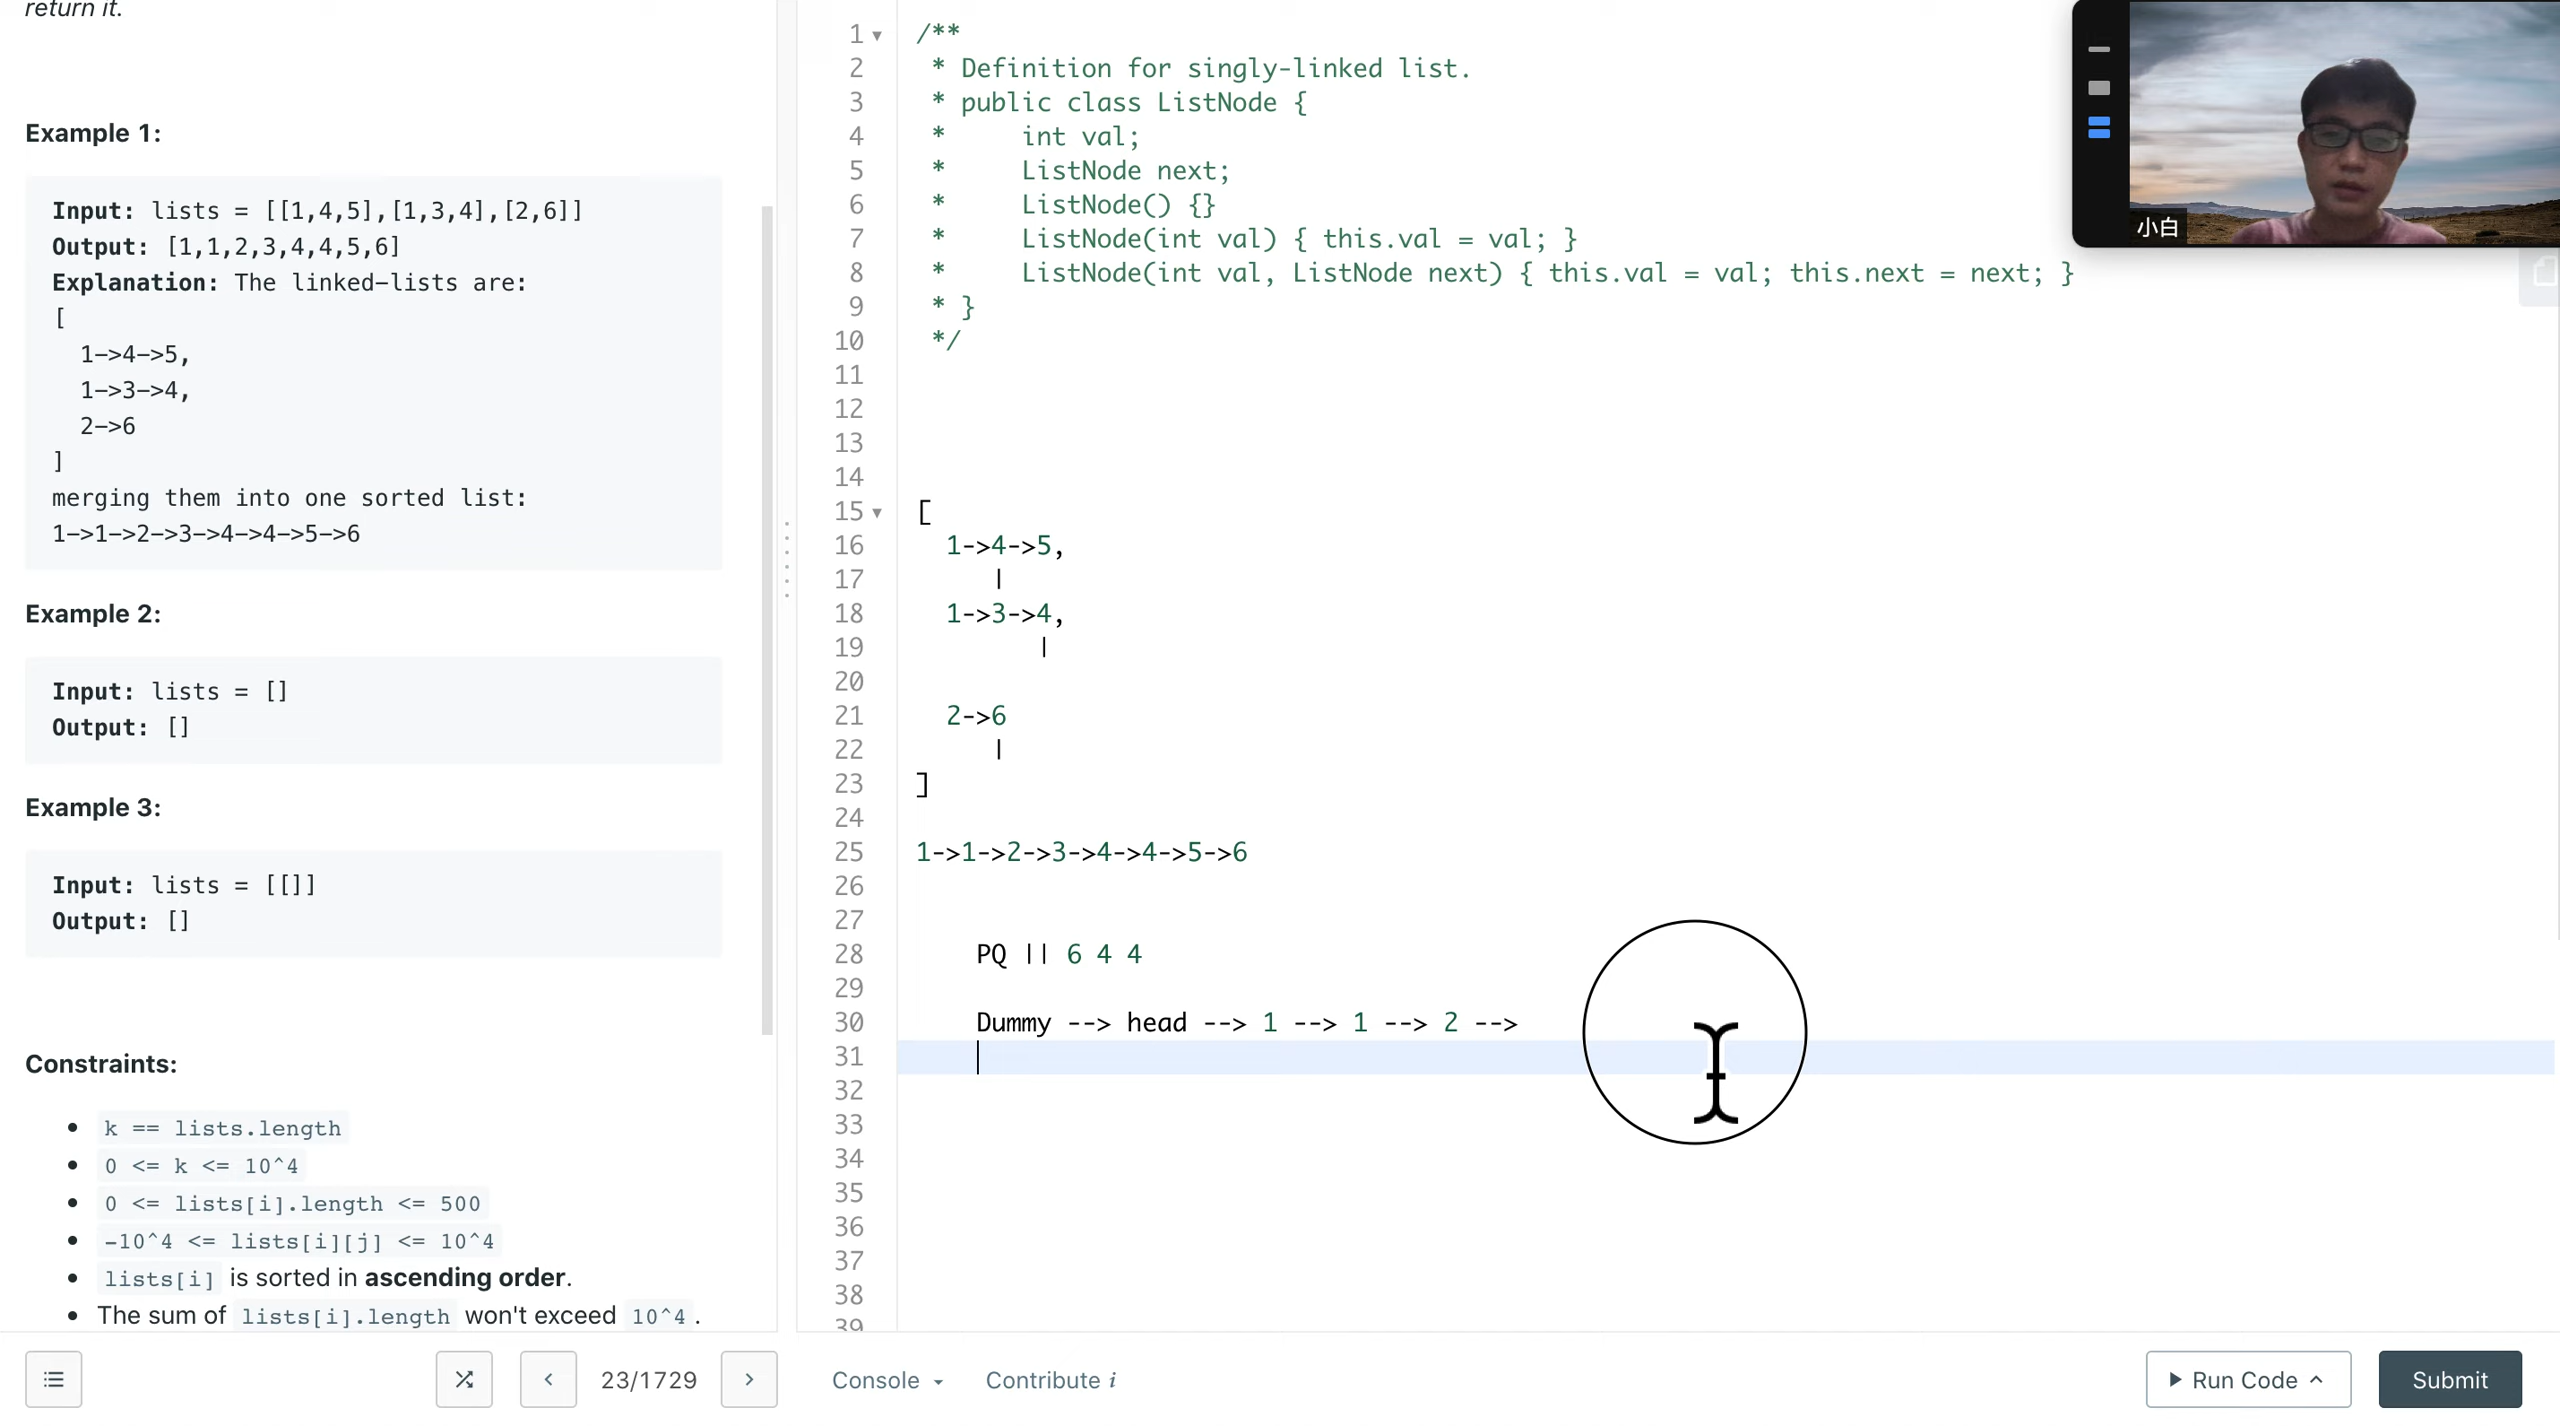 return it.
Example 1:
Input: lists = [[1,4,5],[1,3,4],[2,6]]
Output: [1,1,2,3,4,4,5,6]
Explanation: The linked-lists are:
[
  1->4->5,
  1->3->4,
  2->6
]
merging them into one sorted list:
1->1->2->3->4->4->5->6
Example 2:
Input: lists = []
Output: []
Example 3:
Input: lists = [[]]
Output: []
Constraints:
k == lists.length
0 <= k <= 10^4
0 <= lists[i].length <= 500
-10^4 <= lists[i][j] <= 10^4
lists[i] is sorted in ascending order.
The sum of lists[i].length won't exceed 10^4.
23/1729
1 /**
2  * Definition for singly-linked list.
3  * public class ListNode {
4  *     int val;
5  *     ListNode next;
6  *     ListNode() {}
7  *     ListNode(int val) { this.val = val; }
8  *     ListNode(int val, ListNode next) { this.val = val; this.next = next; }
9  * }
10  */
11
12
13
14
15 [
16   1->4->5,
17      |
18   1->3->4,
19         |
20
21   2->6
22      |
23 ]
24
25 1->1->2->3->4->4->5->6
26
27
28     PQ || 6 4 4
29
30     Dummy --> head --> 1 --> 1 --> 2 -->
31
32
33
34
35
36
37
38
39
小白
Console
Contribute i
Run Code
Submit